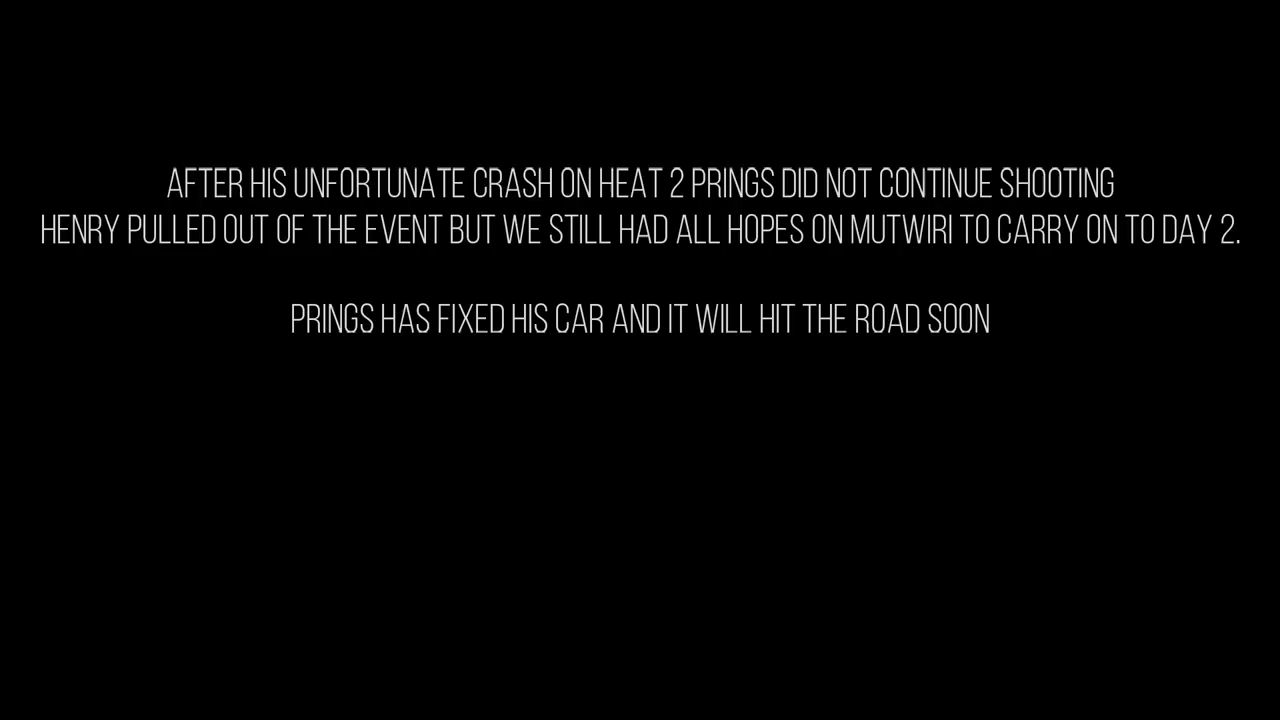 AFTER HIS UNFORTUNATE CRASH ON HEAT 2 PRINGS DID NOT CONTINUE SHOOTING
HENRY PULLED OUT OF THE EVENT BUT WE STILL HAD ALL HOPES ON MUTWIRI TO CARRY ON TO DAY 2.
PRINGS HAS FIXED HIS CAR AND IT WILL HIT THE ROAD SOON